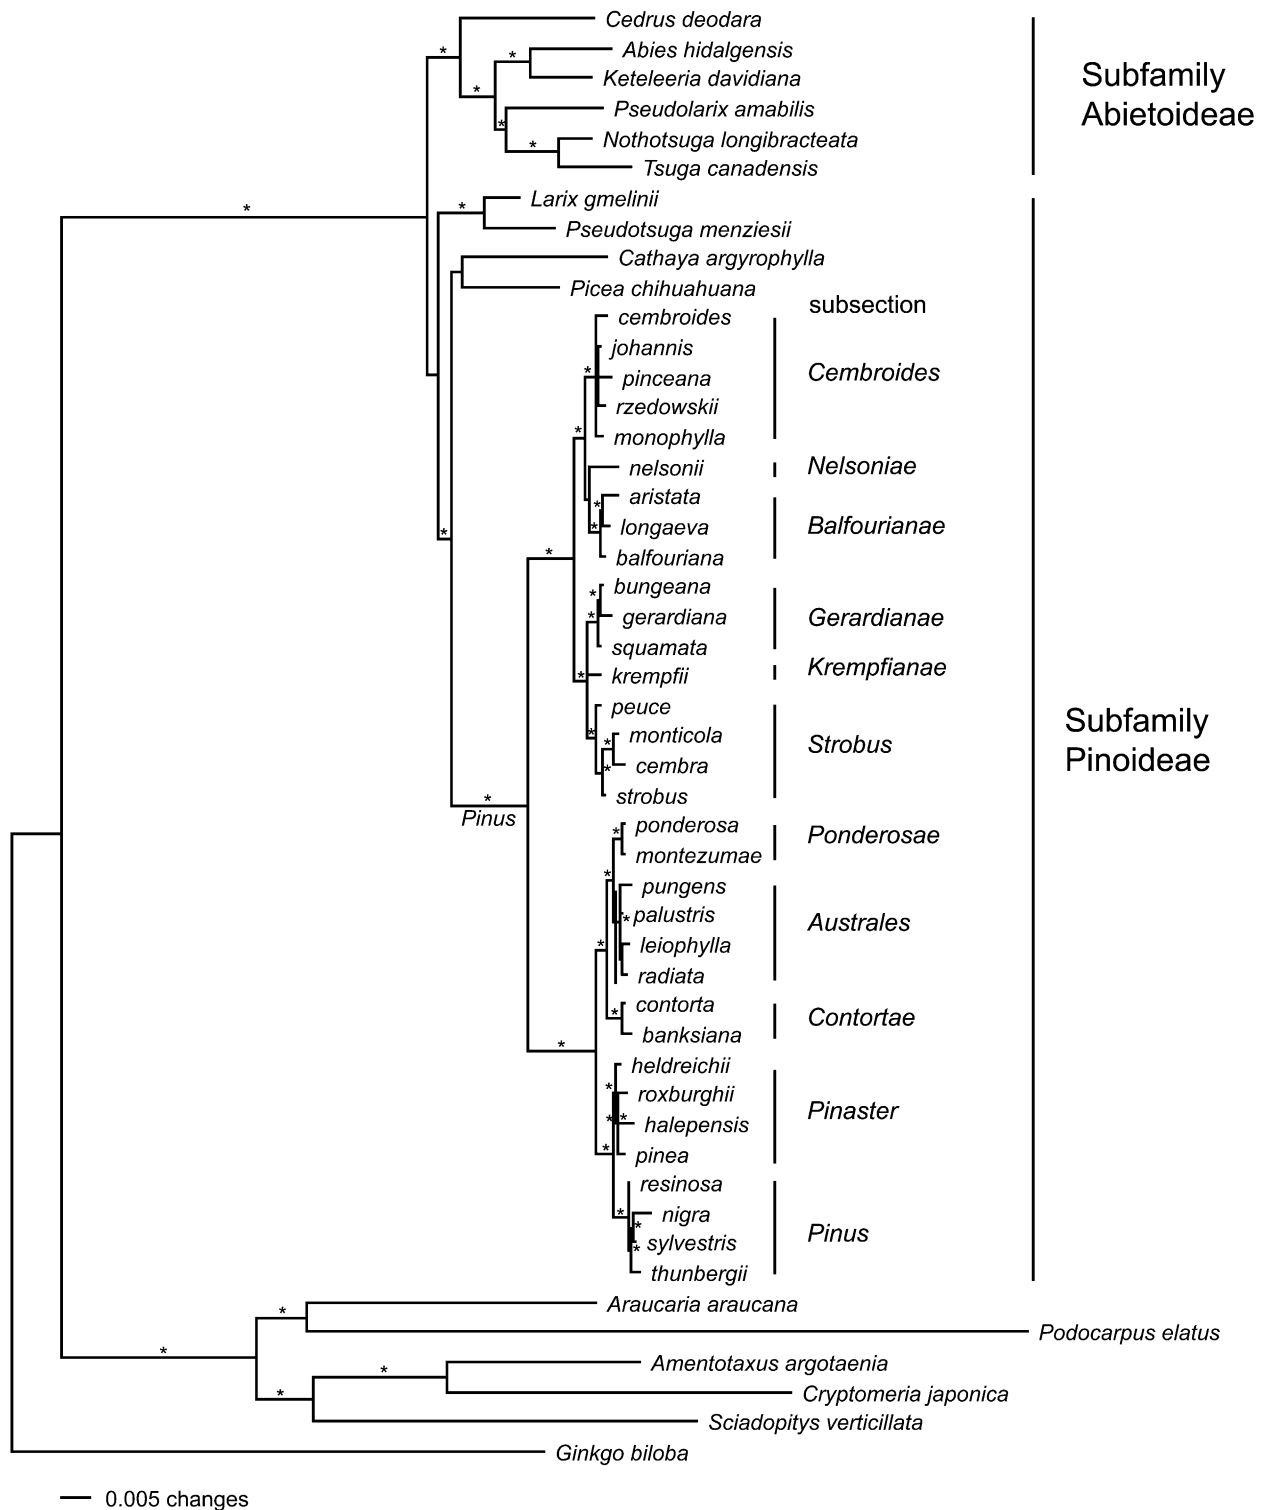 Cedrus deodara
Abies hidalgensis
Keteleeria davidiana
Pseudolarix amabilis
Nothotsuga longibracteata
Tsuga canadensis
Subfamily
Abietoideae
Larix gmelinii
Pseudotsuga menziesii
Cathaya argyrophylla
Picea chihuahuana
subsection
cembroides
johannis
pinceana
rzedowskii
monophylla
Cembroides
nelsonii
Nelsoniae
aristata
longaeva
balfouriana
Balfourianae
bungeana
gerardiana
squamata
Gerardianae
krempfii
Krempfianae
peuce
monticola
cembra
strobus
Strobus
Subfamily
Pinoideae
Pinus
ponderosa
montezumae
Ponderosae
pungens
palustris
leiophylla
radiata
Australes
contorta
banksiana
Contortae
heldreichii
roxburghii
halepensis
pinea
Pinaster
resinosa
nigra
sylvestris
thunbergii
Pinus
Araucaria araucana
Podocarpus elatus
Amentotaxus argotaenia
Cryptomeria japonica
Sciadopitys verticillata
Ginkgo biloba
0.005 changes